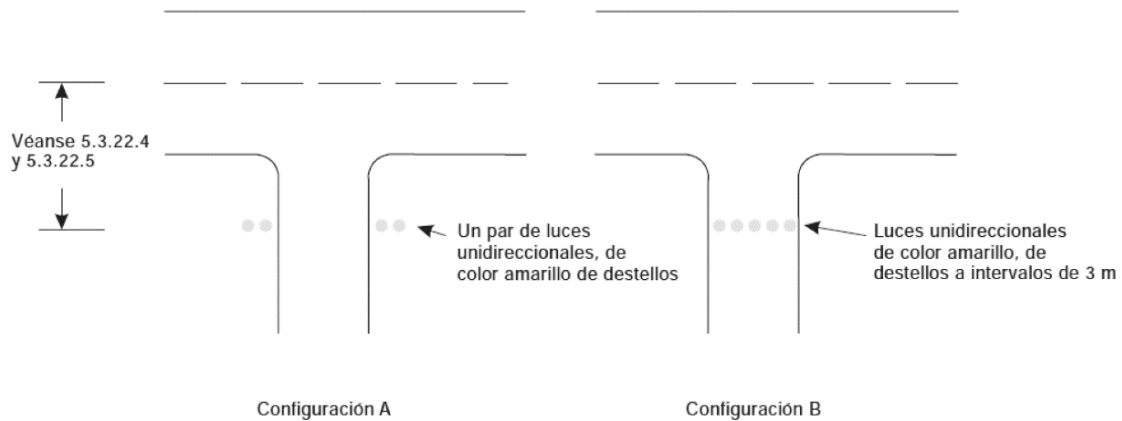 Véanse 5.3.22.4
y 5.3.22.5
Un par de luces
unidireccionales, de
color amarillo de destellos
Luces unidireccionales
de color amarillo, de
destellos a intervalos de 3 m
Configuración A
Configuración B